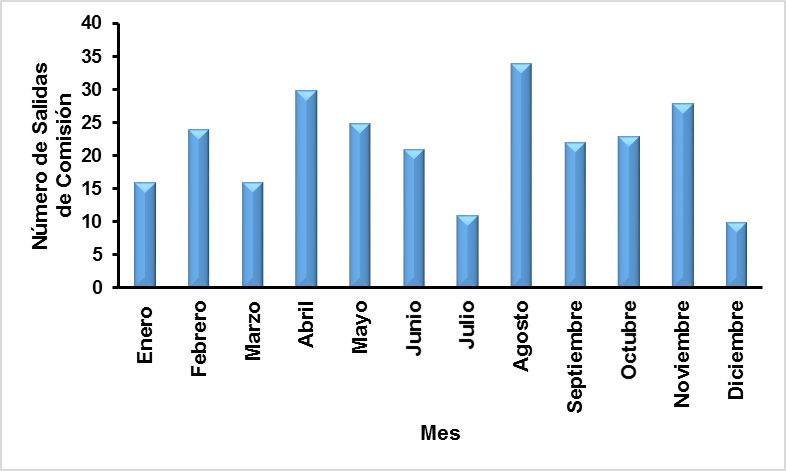 Número de Salidas
de Comisión
40
35
30
25
20
15
10
5
0
Enero
Febrero
Marzo
Abril
Mayo
Junio
Julio
Agosto
Septiembre
Octubre
Noviembre
Diciembre
Mes